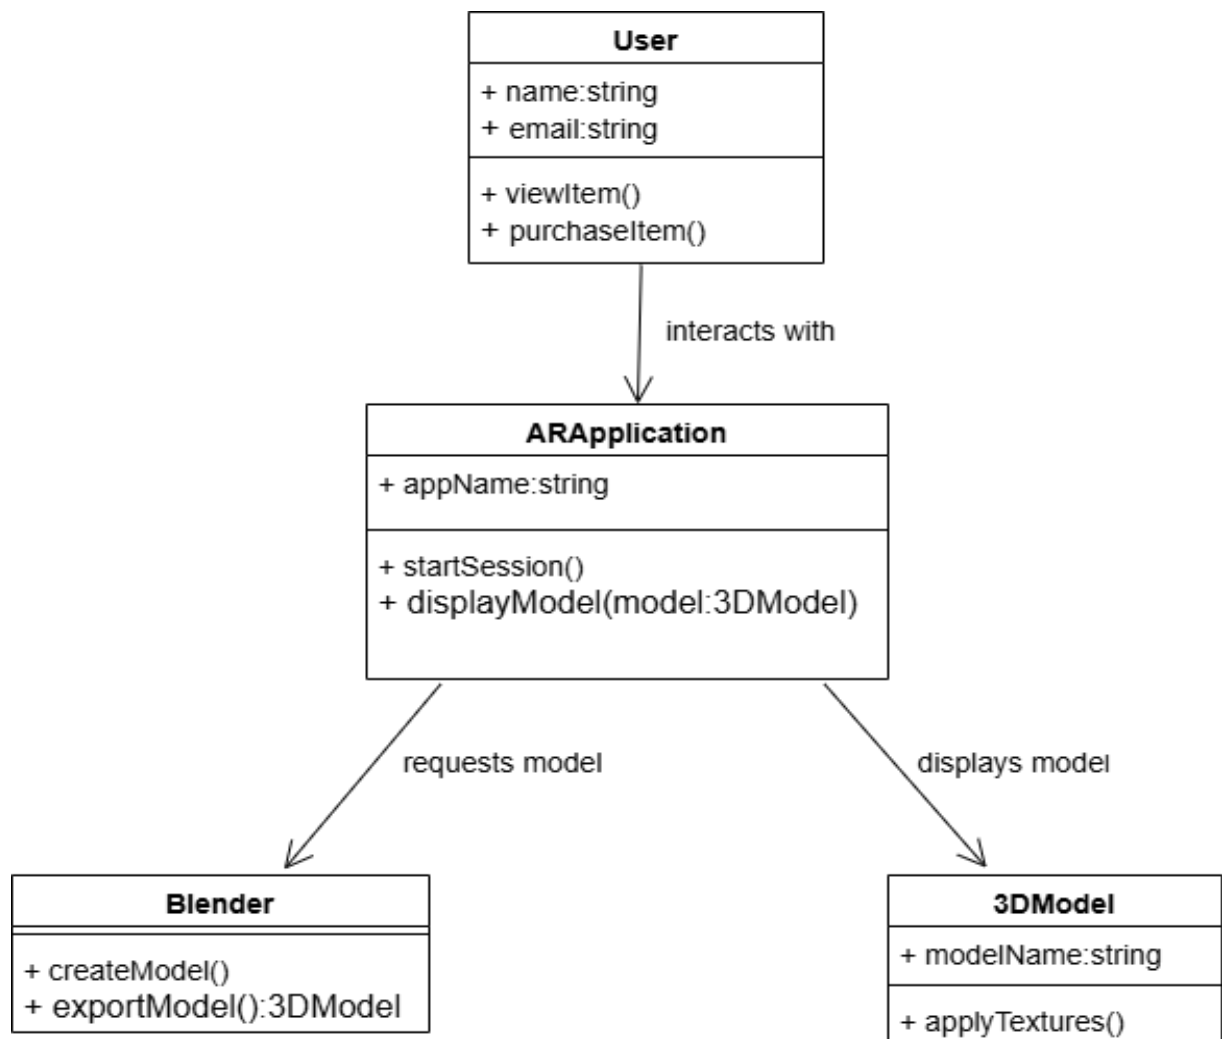 User
+ name:string
+ email:string
+ viewItem()
+ purchaseItem()
interacts with
ARApplication
+ appName:string
+ startSession()
+ displayModel(model:3DModel)
requests model
displays model
Blender
+ createModel()
+ exportModel():3DModel
3DModel
+ modelName:string
+ applyTextures()